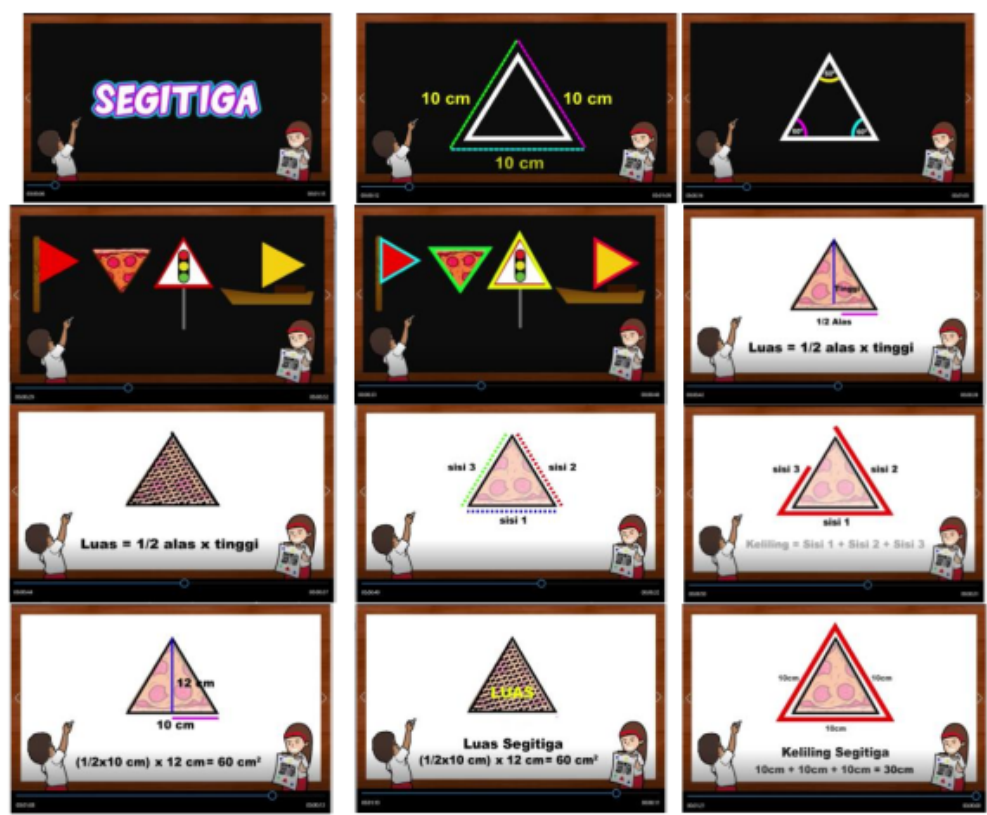 SEGITIGA
10 cm
10 cm
10 cm
60°
Tinggi
1/2 Alas
Luas = 1/2 alas x tinggi
Luas = 1/2 alas x tinggi
sisi 3
sisi 2
sisi 1
sisi 3
sisi 2
sisi 1
Keliling = Sisi 1 + Sisi 2 + Sisi 3
12 cm
10 cm
(1/2x10 cm) x 12 cm= 60 cm²
LUAS
Luas Segitiga
(1/2x10 cm) x 12 cm= 60 cm²
10cm
10cm
10cm
Keliling Segitiga
10cm + 10cm + 10cm = 30cm